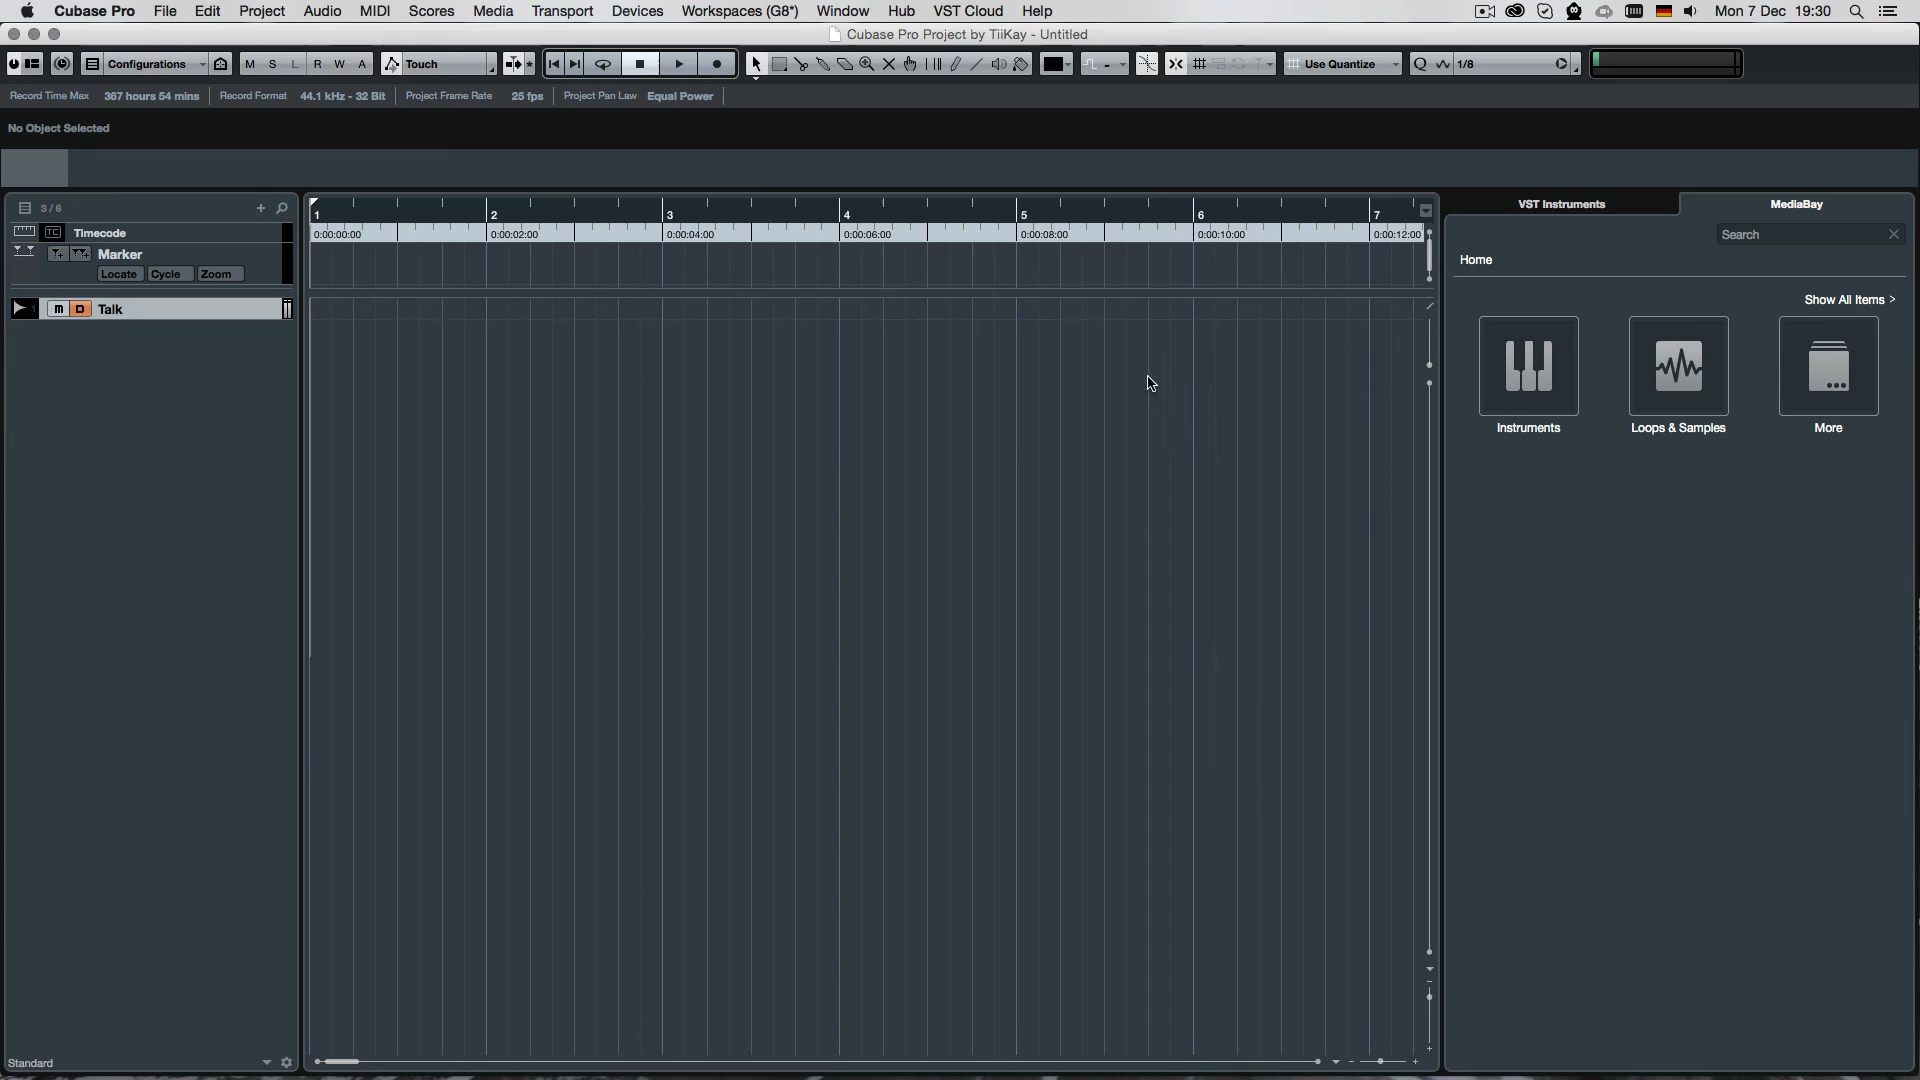 Cubase Pro File Edit Project Audio MIDI Scores Media Transport Devices Workspaces (G8*) Window Hub VST Cloud Help Mon 7 Dec 19:30
Cubase Pro Project by TiiKay - Untitled
Configurations M S L R W A Touch Use Quantize Q 1/8
Record Time Max 367 hours 54 mins Record Format 44.1 kHz - 32 Bit Project Frame Rate 25 fps Project Pan Law Equal Power
No Object Selected
3 / 6 1 2 3 4 5 6 7 VST Instruments MediaBay
TC Timecode 0:00:00:00 0:00:02:00 0:00:04:00 0:00:06:00 0:00:08:00 0:00:10:00 0:00:12:00 Search
Marker Home
Locate Cycle Zoom
Show All Items >
1 m D Talk
Instruments Loops & Samples More
Standard